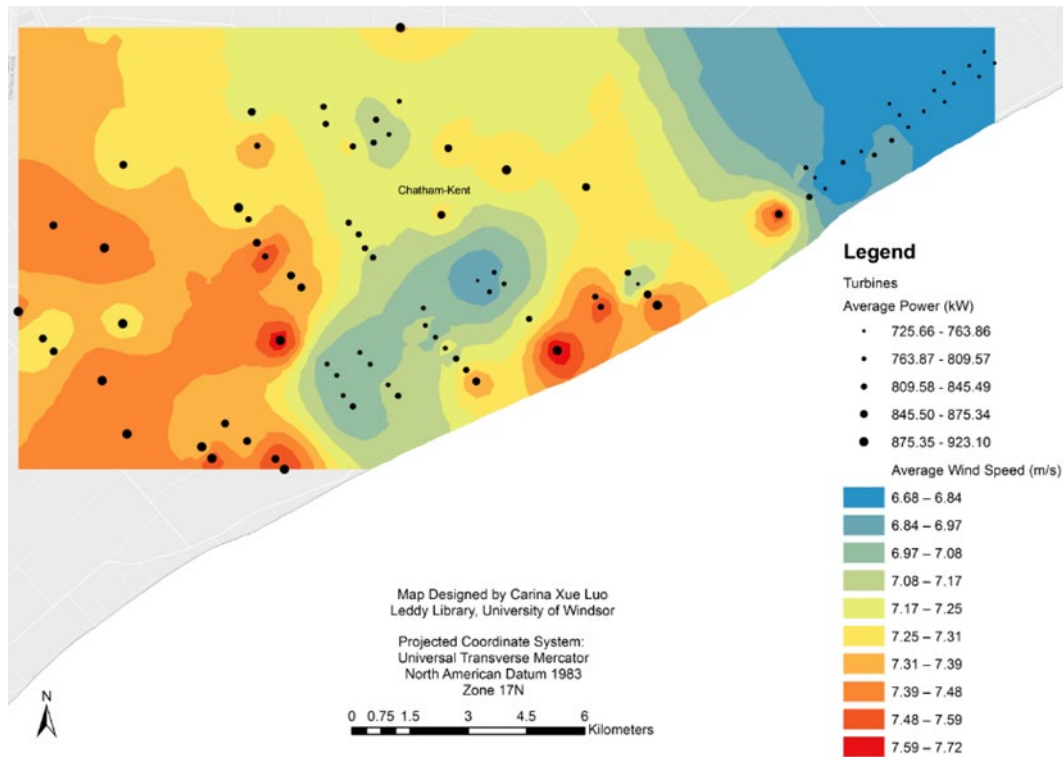 Chatham-Kent
Legend
Turbines
Average Power (kW)
725.66 - 763.86
763.87 - 809.57
809.58 - 845.49
845.50 - 875.34
875.35 - 923.10
Average Wind Speed (m/s)
6.68 – 6.84
6.84 – 6.97
6.97 – 7.08
7.08 – 7.17
7.17 – 7.25
7.25 – 7.31
7.31 – 7.39
7.39 – 7.48
7.48 – 7.59
7.59 – 7.72
Map Designed by Carina Xue Luo
Leddy Library, University of Windsor
Projected Coordinate System:
Universal Transverse Mercator
North American Datum 1983
Zone 17N
N
0 0.75 1.5 3 4.5 6
Kilometers